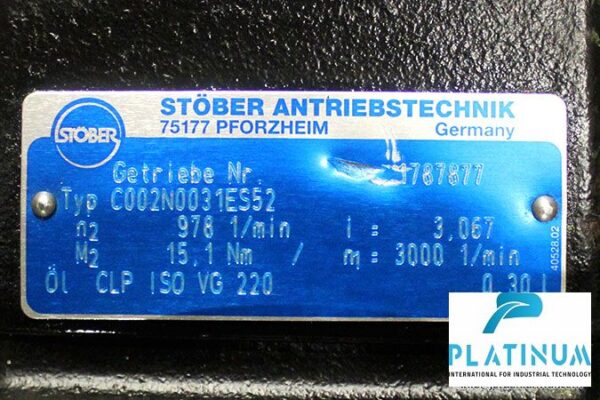 STÖBER ANTRIEBSTECHNIK
75177 PFORZHEIM Germany
STÖBER
Getriebe Nr. 1787877
Typ C002N0031ES52
n2 978 1/min i: 3,067
M2 15,1 Nm / n1: 3000 1/min
Öl CLP ISO VG 220 0,30 l
40528.02
PLATINUM
INTERNATIONAL FOR INDUSTRIAL TECHNOLOGY